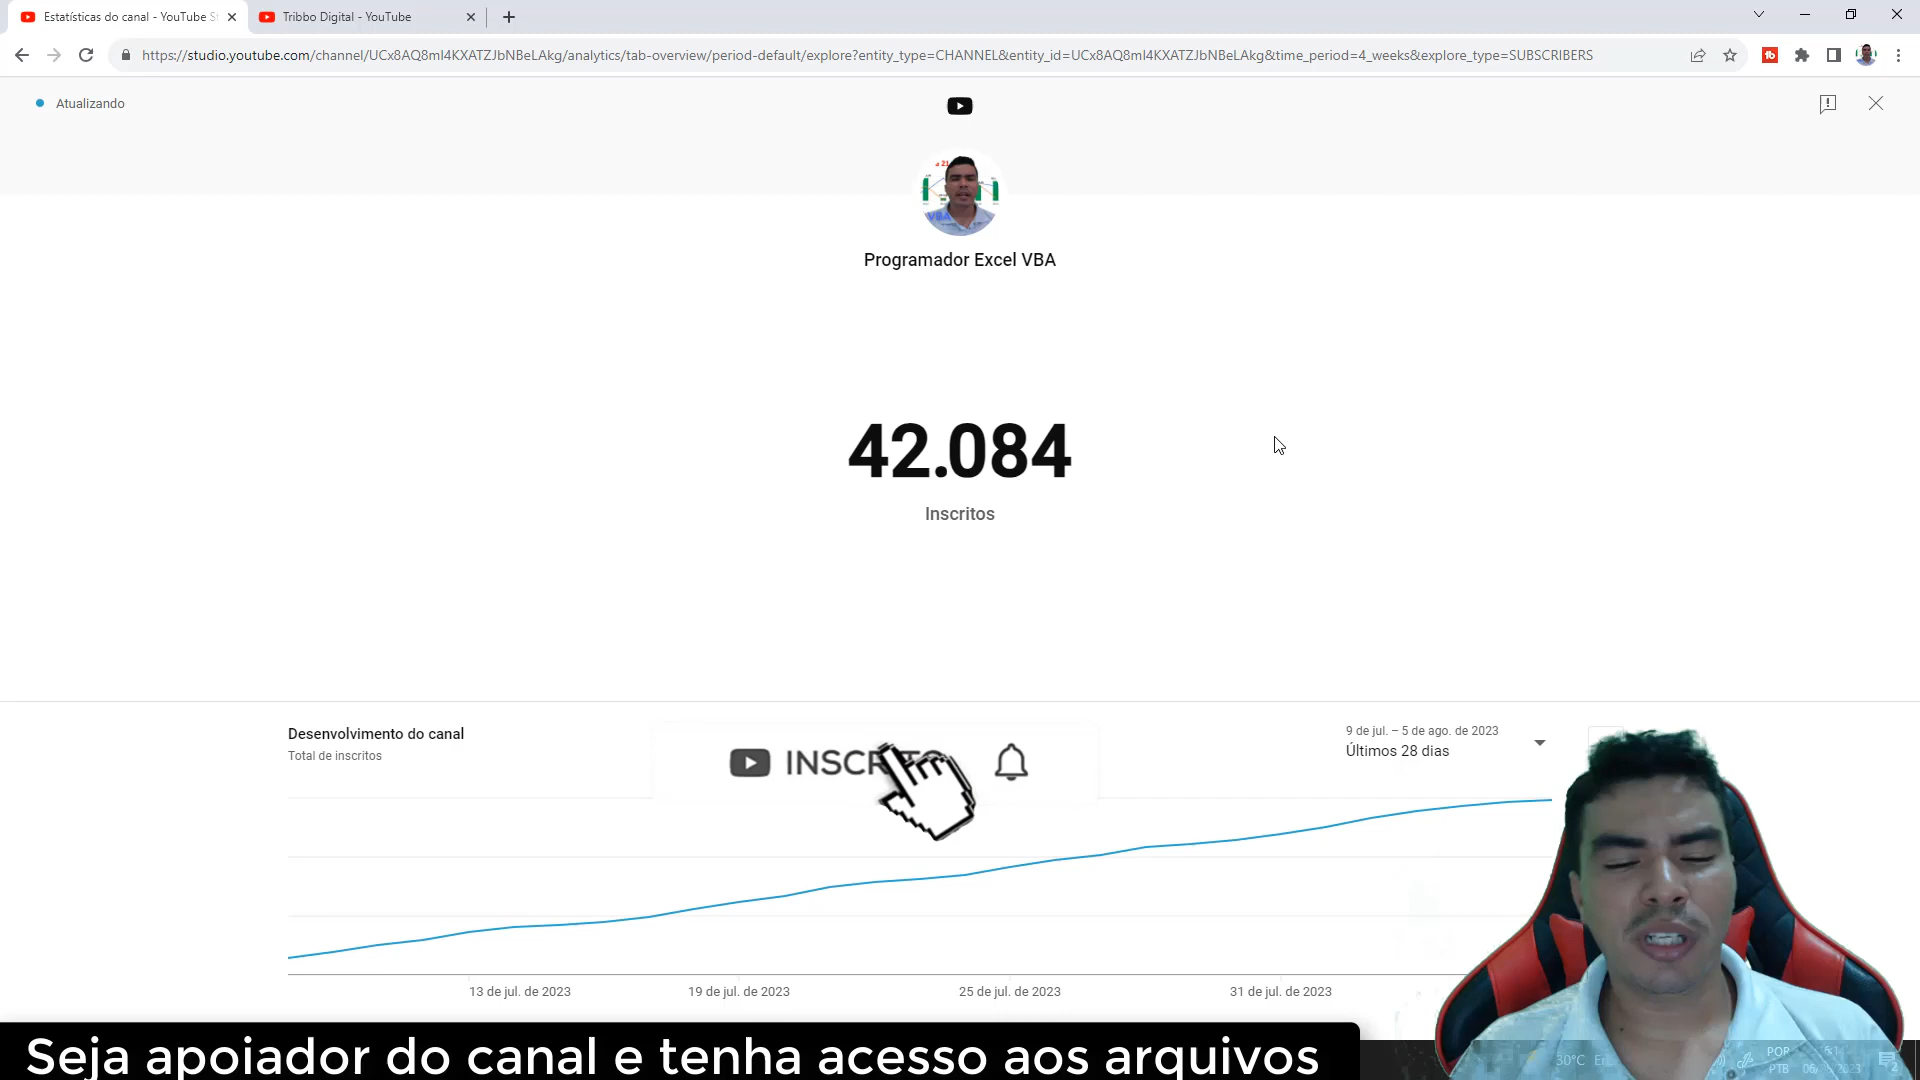 Estatísticas do canal - YouTube St
Tribbo Digital - YouTube
https://studio.youtube.com/channel/UCx8AQ8ml4KXATZJbNBeLAkg/analytics/tab-overview/period-default/explore?entity_type=CHANNEL&entity_id=UCx8AQ8ml4KXATZJbNBeLAkg&time_period=4_weeks&explore_type=SUBSCRIBERS
Atualizando
Programador Excel VBA
42.084
Inscritos
Desenvolvimento do canal
Total de inscritos
9 de jul. – 5 de ago. de 2023
Últimos 28 dias
13 de jul. de 2023
19 de jul. de 2023
25 de jul. de 2023
31 de jul. de 2023
Seja apoiador do canal e tenha acesso aos arquivos
30°C
POR
PTB